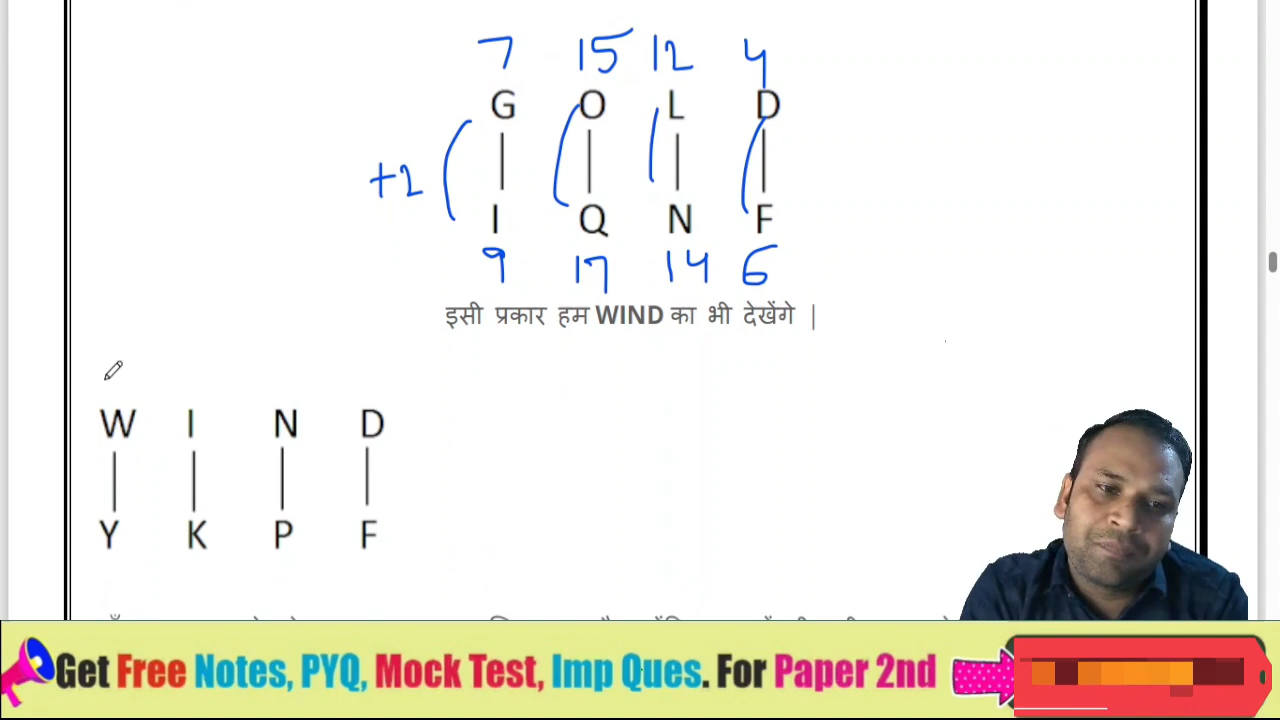 7 15 12 4
G O L D
+2
I Q N F
9 17 14 6
इसी प्रकार हम WIND का भी देखेंगे |
W I N D
Y K P F
Get Free Notes, PYQ, Mock Test, Imp Ques. For Paper 2nd